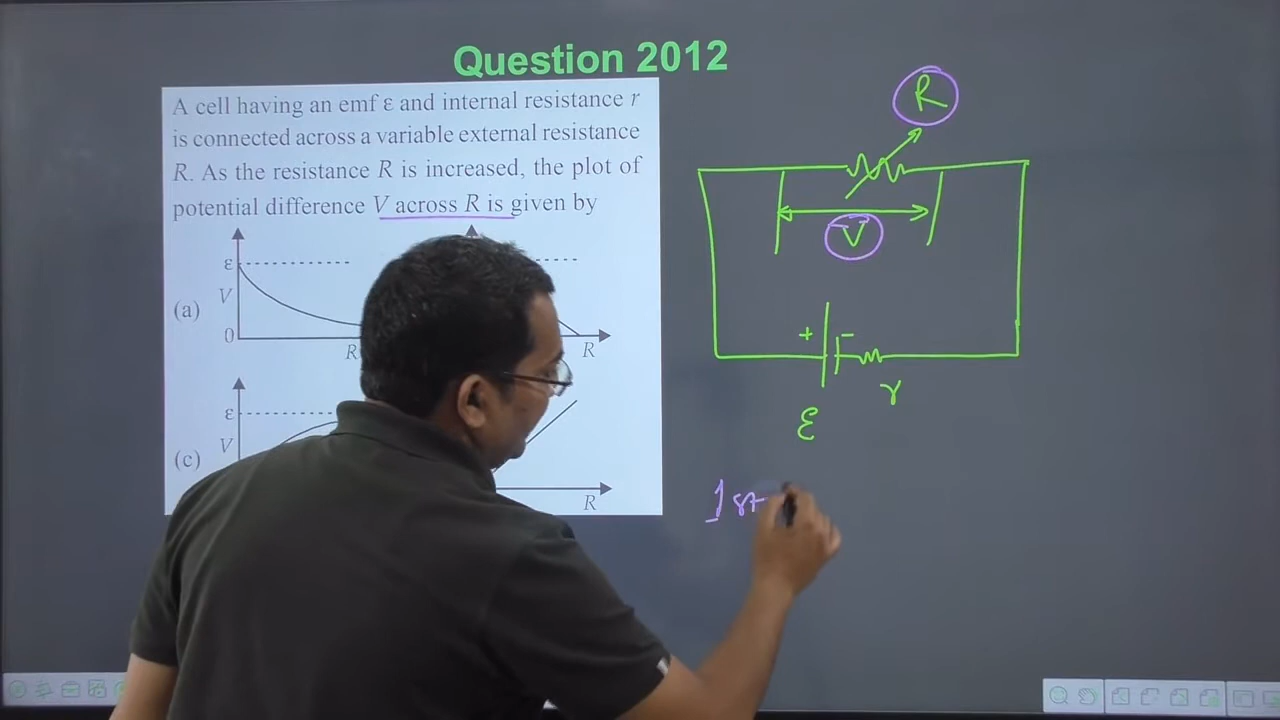 Question 2012
A cell having an emf ε and internal resistance r
is connected across a variable external resistance
R. As the resistance R is increased, the plot of
potential difference V across R is given by
ε
V
(a)
0
R
R
ε
V
(c)
R
R
V
+ -
ε
r
1st